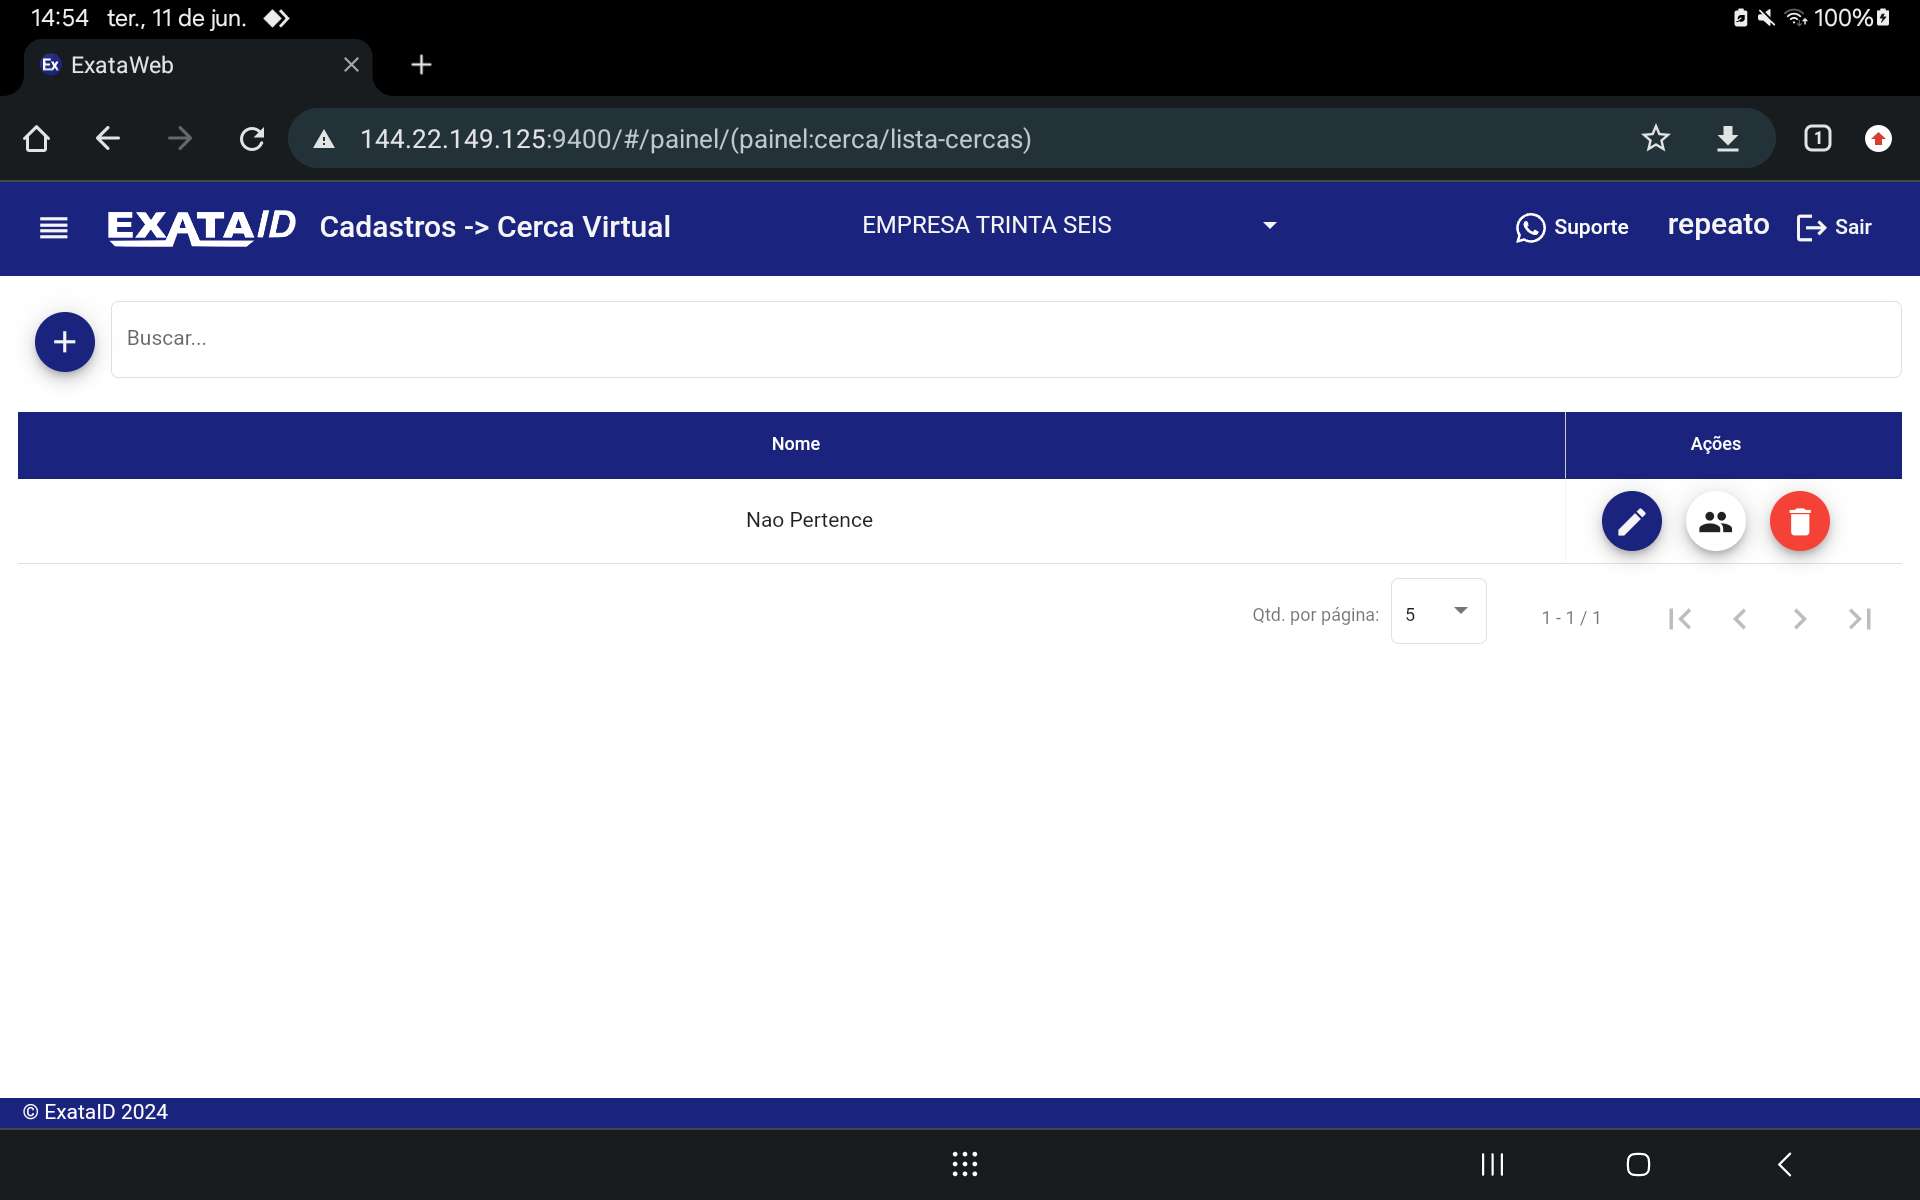 14:54 ter., 11 de jun. 100%
Ex ExataWeb
144.22.149.125:9400/#/painel/(painel:cerca/lista-cercas) 1
EXATAID Cadastros -> Cerca Virtual EMPRESA TRINTA SEIS Suporte repeato Sair
Buscar...
Nome Ações
Nao Pertence
Qtd. por página: 5 1 - 1 / 1
© ExataID 2024